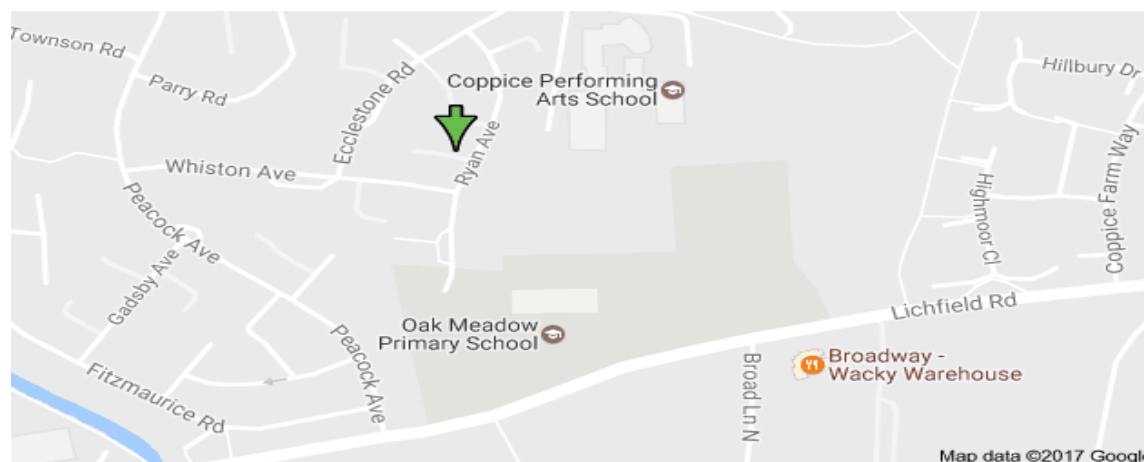 Townson Rd
Parry Rd
Ecclestone Rd
Coppice Performing
Arts School
Hillbury Dr
Whiston Ave
Ryan Ave
Peacock Ave
Highmoor Cl
Coppice Farm Way
Gadsby Ave
Lichfield Rd
Oak Meadow
Primary School
Peacock Ave
Fitzmaurice Rd
Broad Ln N
Broadway -
Wacky Warehouse
Map data ©2017 Google